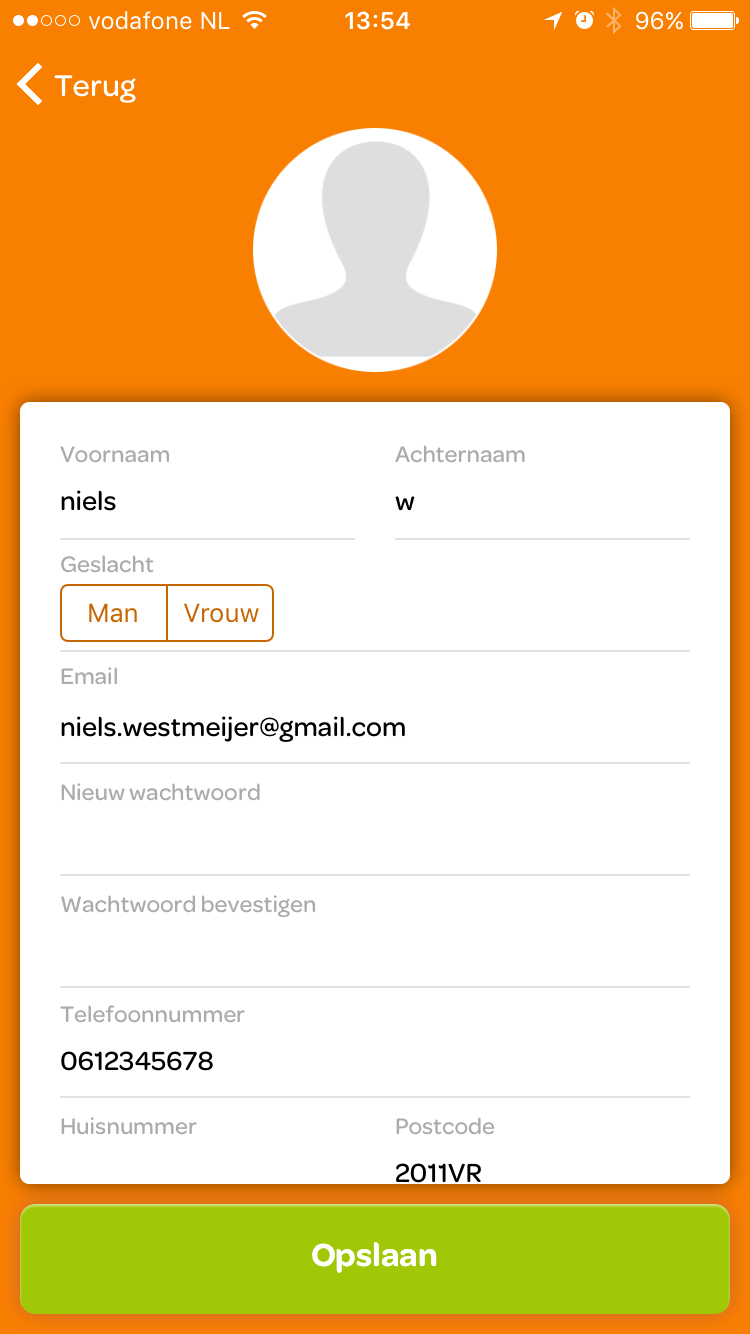 vodafone NL 13:54 96%
Terug
Voornaam Achternaam
niels w
Geslacht
Man Vrouw
Email
niels.westmeijer@gmail.com
Nieuw wachtwoord
Wachtwoord bevestigen
Telefoonnummer
0612345678
Huisnummer Postcode
2011VR
Opslaan